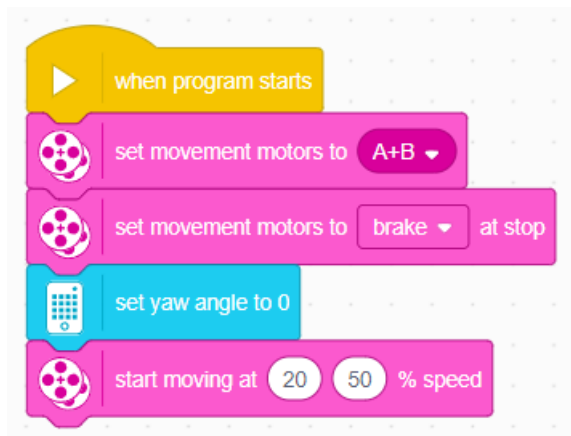 when program starts
set movement motors to A+B
set movement motors to brake at stop
set yaw angle to 0
start moving at 20 50 % speed